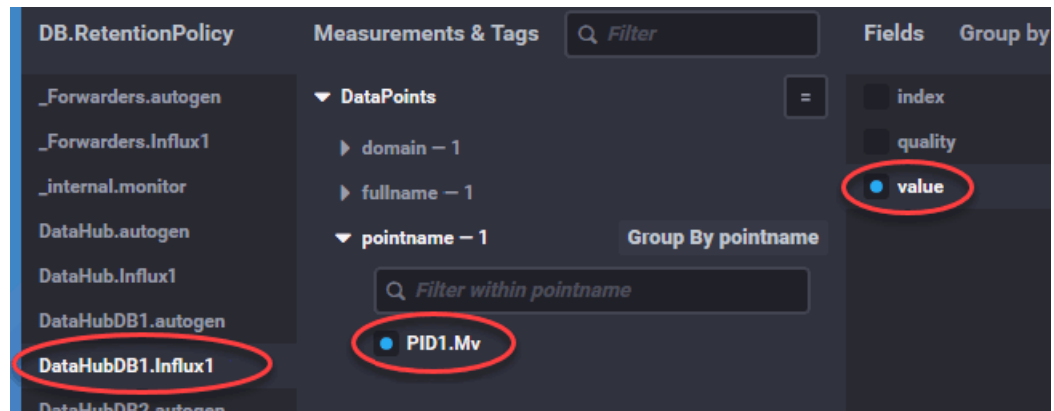 DB.RetentionPolicy
_Forwarders.autogen
_Forwarders.Influx1
_internal.monitor
DataHub.autogen
DataHub.Influx1
DataHubDB1.autogen
DataHubDB1.Influx1
DataHubDB2.autogen
Measurements & Tags
Filter
DataPoints =
domain — 1
fullname — 1
pointname — 1 Group By pointname
Filter within pointname
PID1.Mv
Fields Group by
index
quality
value